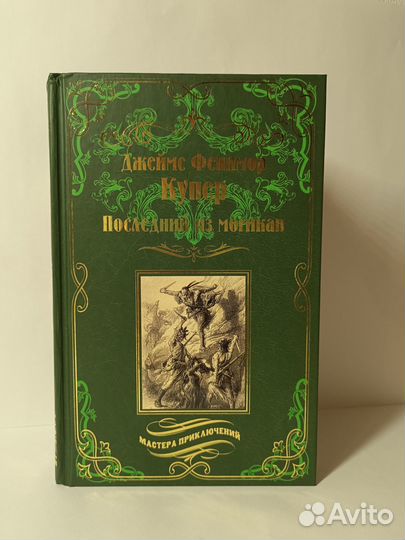 Джеймс Фенимор
Купер
Последний из могикан
МАСТЕРА ПРИКЛЮЧЕНИЙ
Avito